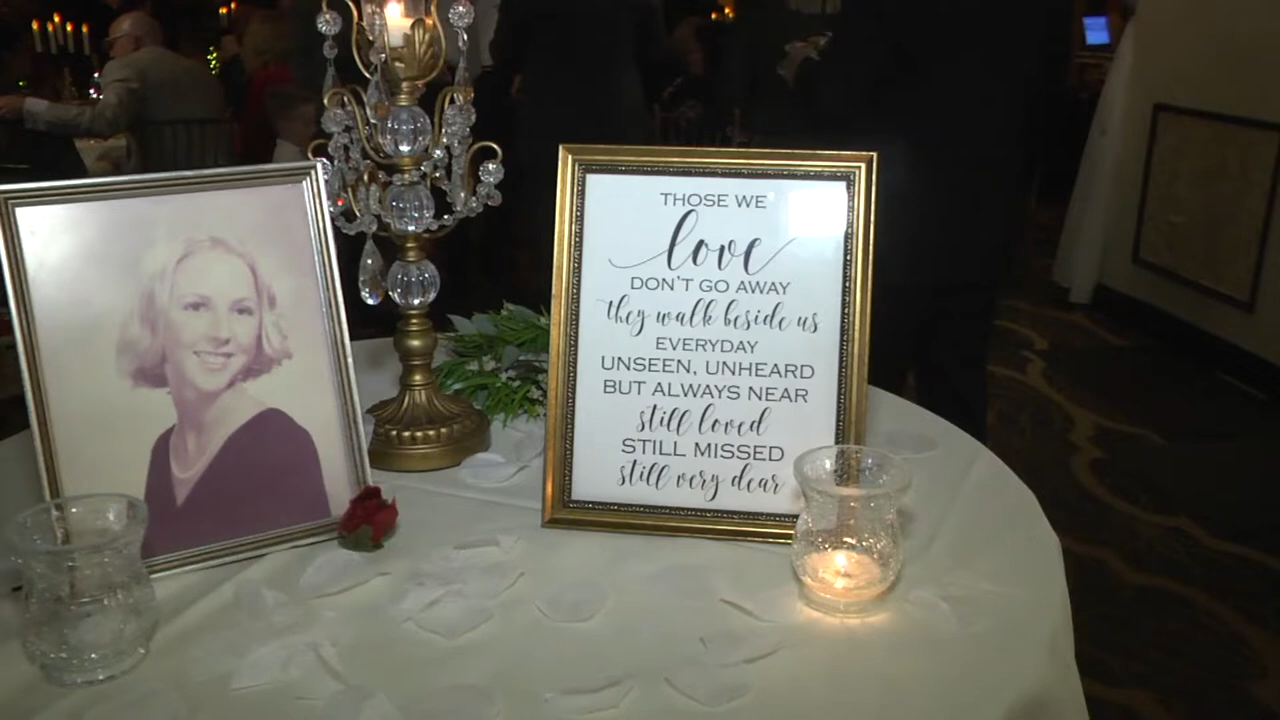 THOSE WE
love
DON'T GO AWAY
they walk beside us
EVERYDAY
UNSEEN, UNHEARD
BUT ALWAYS NEAR
still loved
STILL MISSED
still very dear